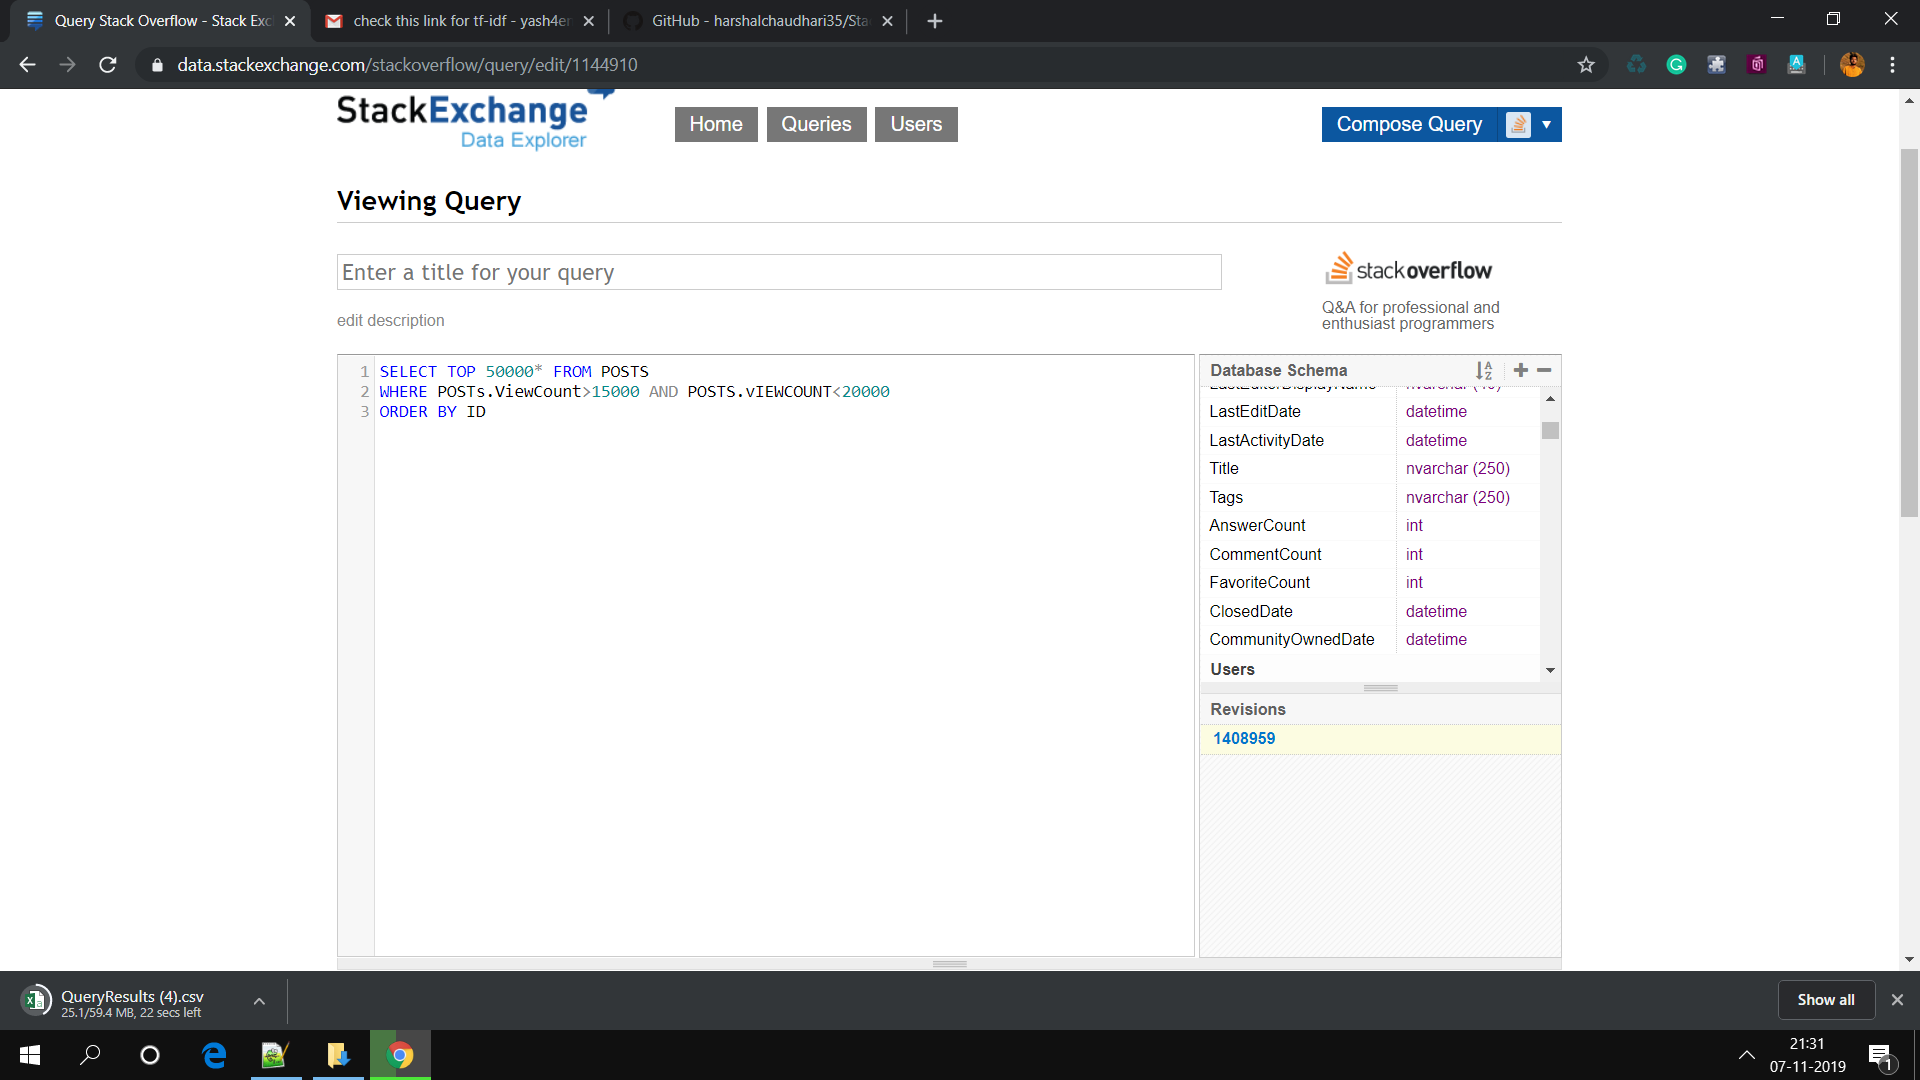 Query Stack Overflow - Stack Exc
check this link for tf-idf - yash4en
GitHub - harshalchaudhari35/Sta
data.stackexchange.com/stackoverflow/query/edit/1144910
StackExchange
Data Explorer
Home
Queries
Users
Compose Query
Viewing Query
Enter a title for your query
edit description
stackoverflow
Q&A for professional and
enthusiast programmers
1 SELECT TOP 50000* FROM POSTS
2 WHERE POSTs.ViewCount>15000 AND POSTS.vIEWCOUNT<20000
3 ORDER BY ID
Database Schema
LastEditorDisplayName nvarchar (40)
LastEditDate datetime
LastActivityDate datetime
Title nvarchar (250)
Tags nvarchar (250)
AnswerCount int
CommentCount int
FavoriteCount int
ClosedDate datetime
CommunityOwnedDate datetime
Users
Revisions
1408959
QueryResults (4).csv
25.1/59.4 MB, 22 secs left
Show all
21:31
07-11-2019
1